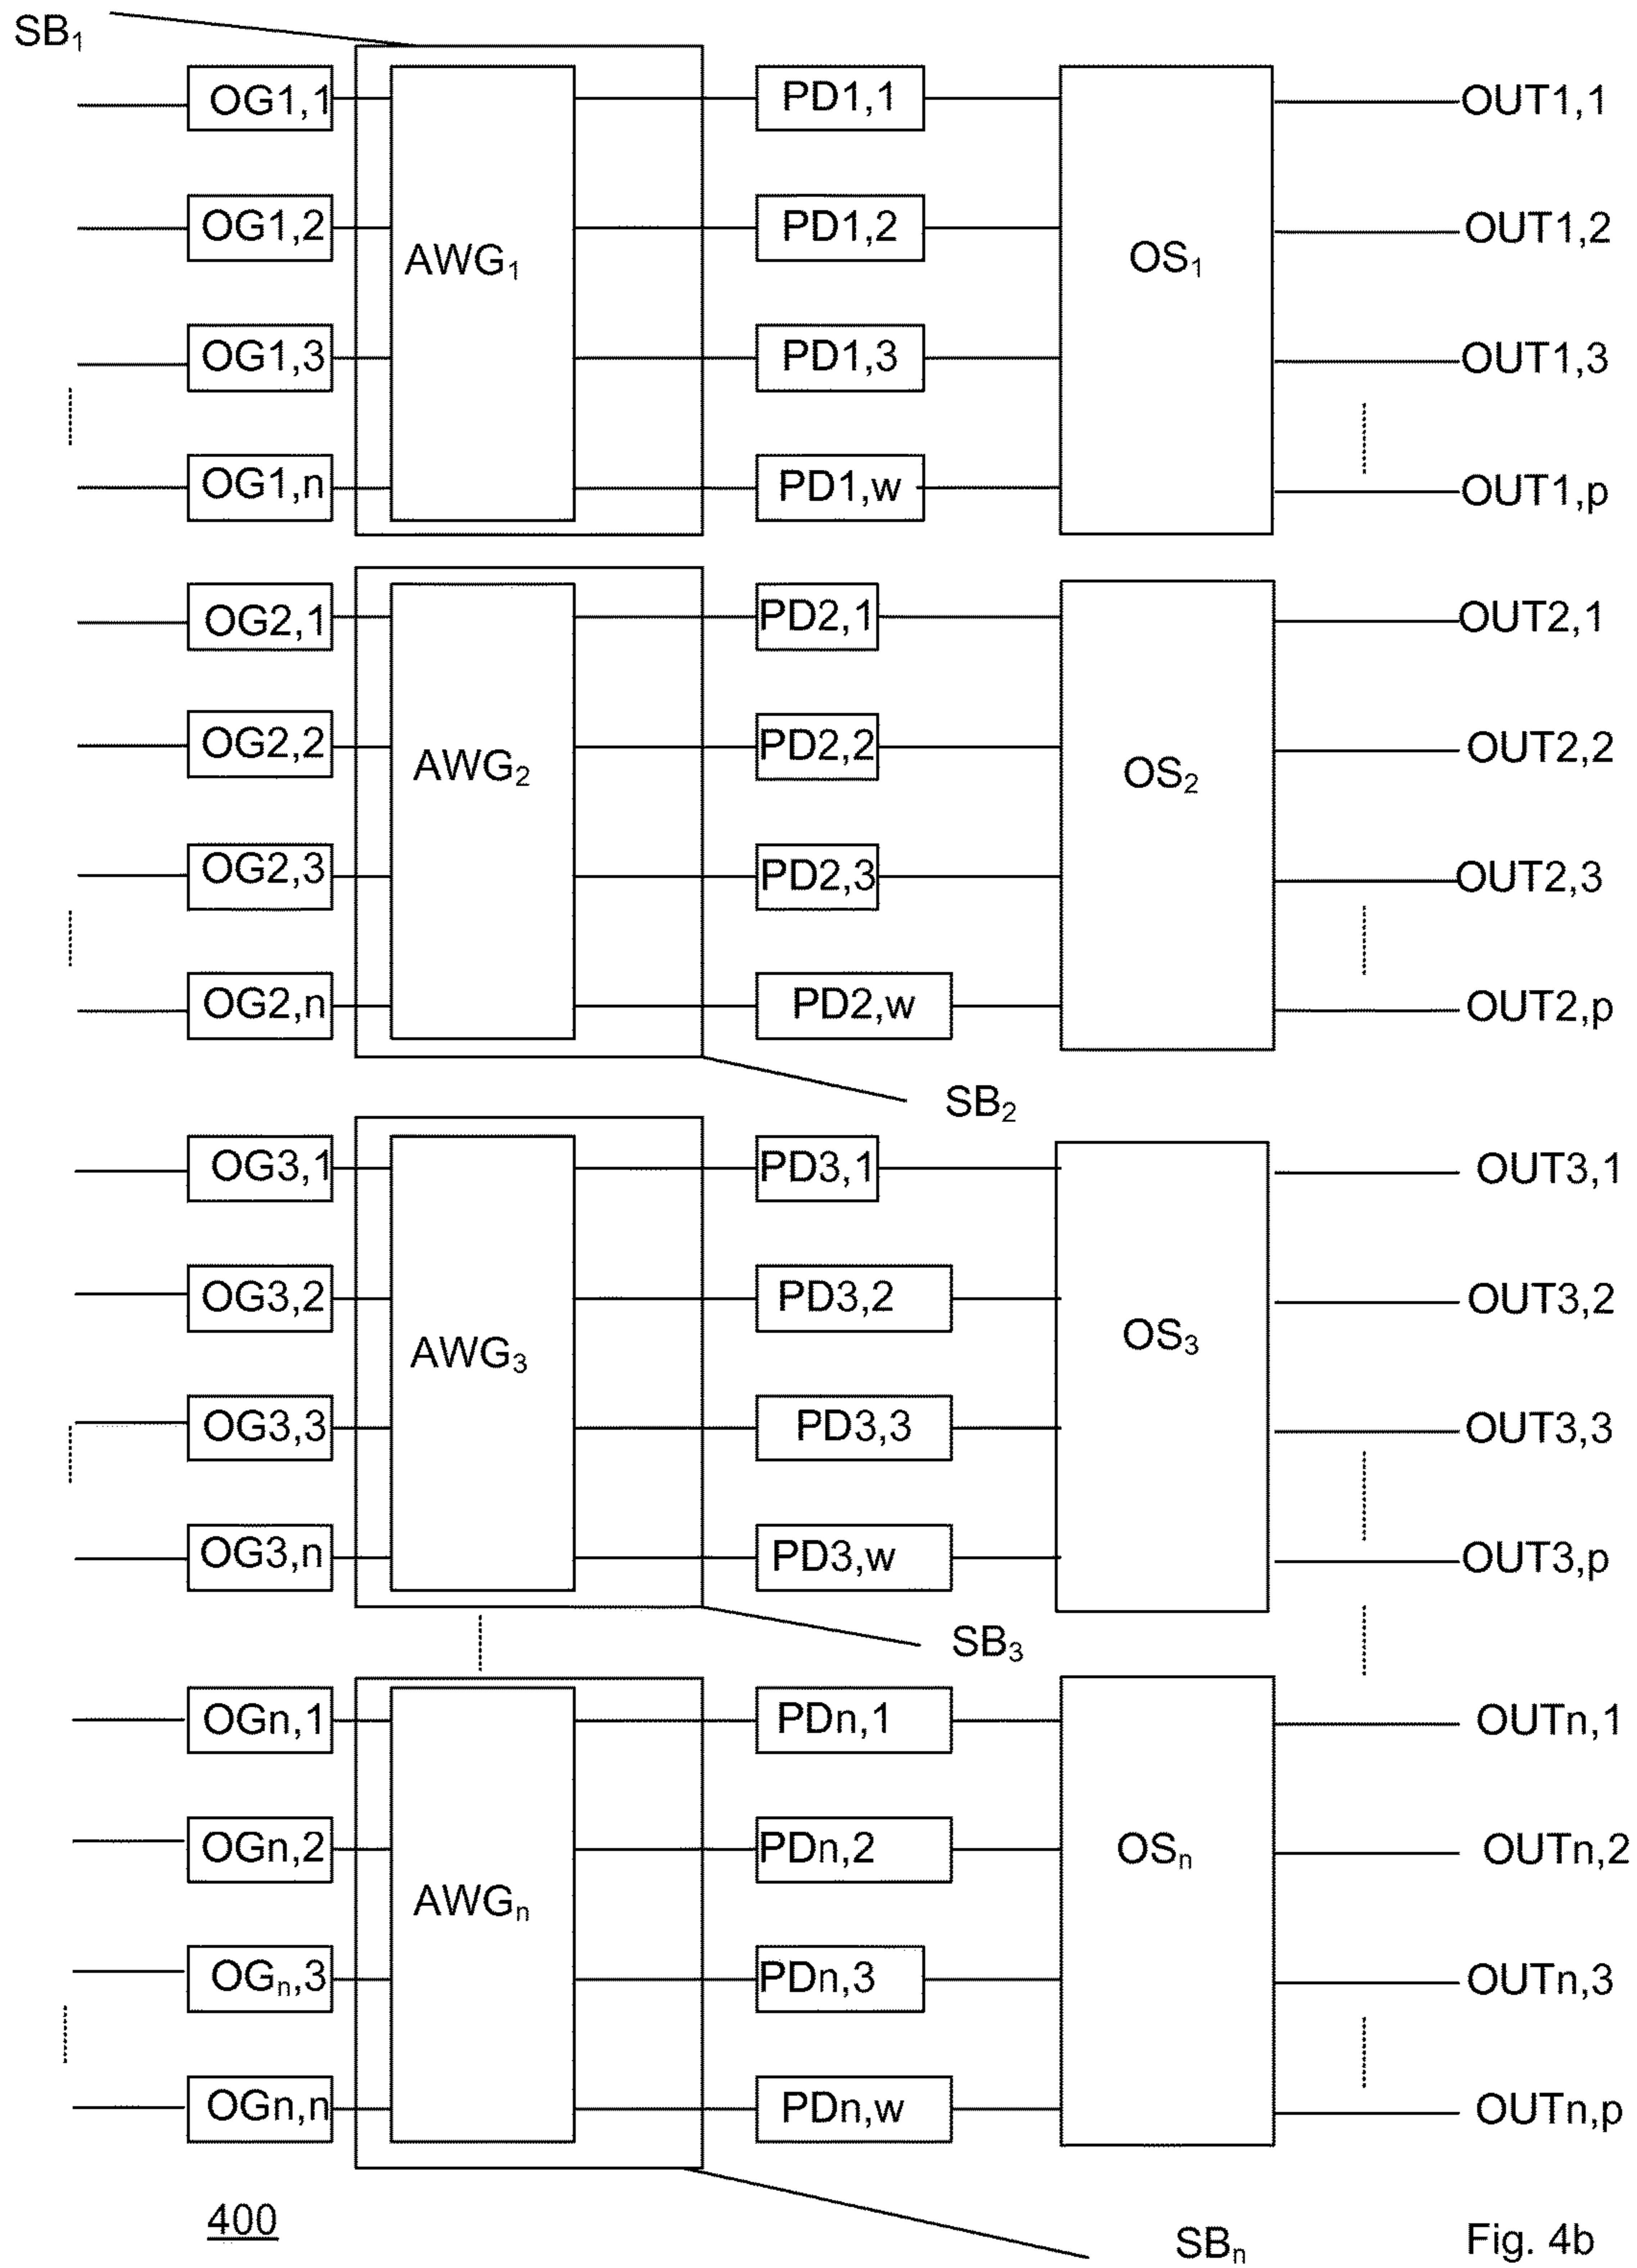 SB1
OG1,1 PD1,1 OUT1,1
OG1,2 PD1,2 OUT1,2
AWG1 OS1
OG1,3 PD1,3 OUT1,3
OG1,n PD1,w OUT1,p
OG2,1 PD2,1 OUT2,1
OG2,2 PD2,2 OUT2,2
AWG2 OS2
OG2,3 PD2,3 OUT2,3
OG2,n PD2,w OUT2,p
SB2
OG3,1 PD3,1 OUT3,1
OG3,2 PD3,2 OUT3,2
AWG3 OS3
OG3,3 PD3,3 OUT3,3
OG3,n PD3,w OUT3,p
SB3
OGn,1 PDn,1 OUTn,1
OGn,2 PDn,2 OSn OUTn,2
AWGn
OGn,3 PDn,3 OUTn,3
OGn,n PDn,w OUTn,p
400 SBn Fig. 4b